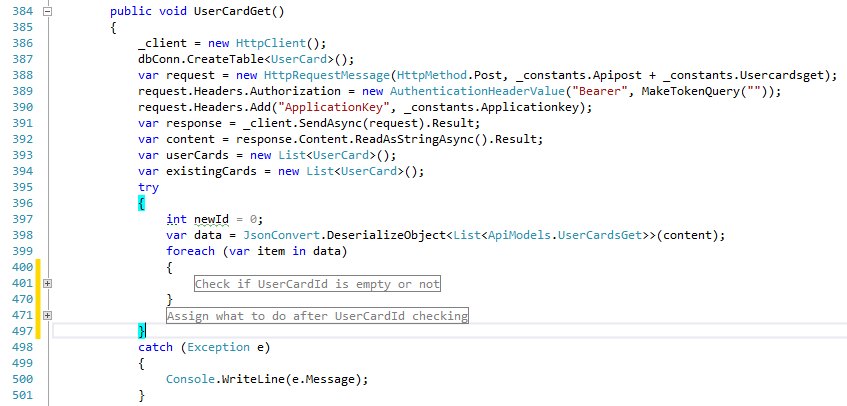 384 public void UserCardGet()
385 {
386 _client = new HttpClient();
387 dbConn.CreateTable<UserCard>();
388 var request = new HttpRequestMessage(HttpMethod.Post, _constants.Apipost + _constants.Usercardsget);
389 request.Headers.Authorization = new AuthenticationHeaderValue("Bearer", MakeTokenQuery(""));
390 request.Headers.Add("ApplicationKey", _constants.Applicationkey);
391 var response = _client.SendAsync(request).Result;
392 var content = response.Content.ReadAsStringAsync().Result;
393 var userCards = new List<UserCard>();
394 var existingCards = new List<UserCard>();
395 try
396 {
397 int newId = 0;
398 var data = JsonConvert.DeserializeObject<List<ApiModels.UserCardsGet>>(content);
399 foreach (var item in data)
400 {
401 Check if UserCardId is empty or not
470 }
471 Assign what to do after UserCardId checking
497 }
498 catch (Exception e)
499 {
500 Console.WriteLine(e.Message);
501 }